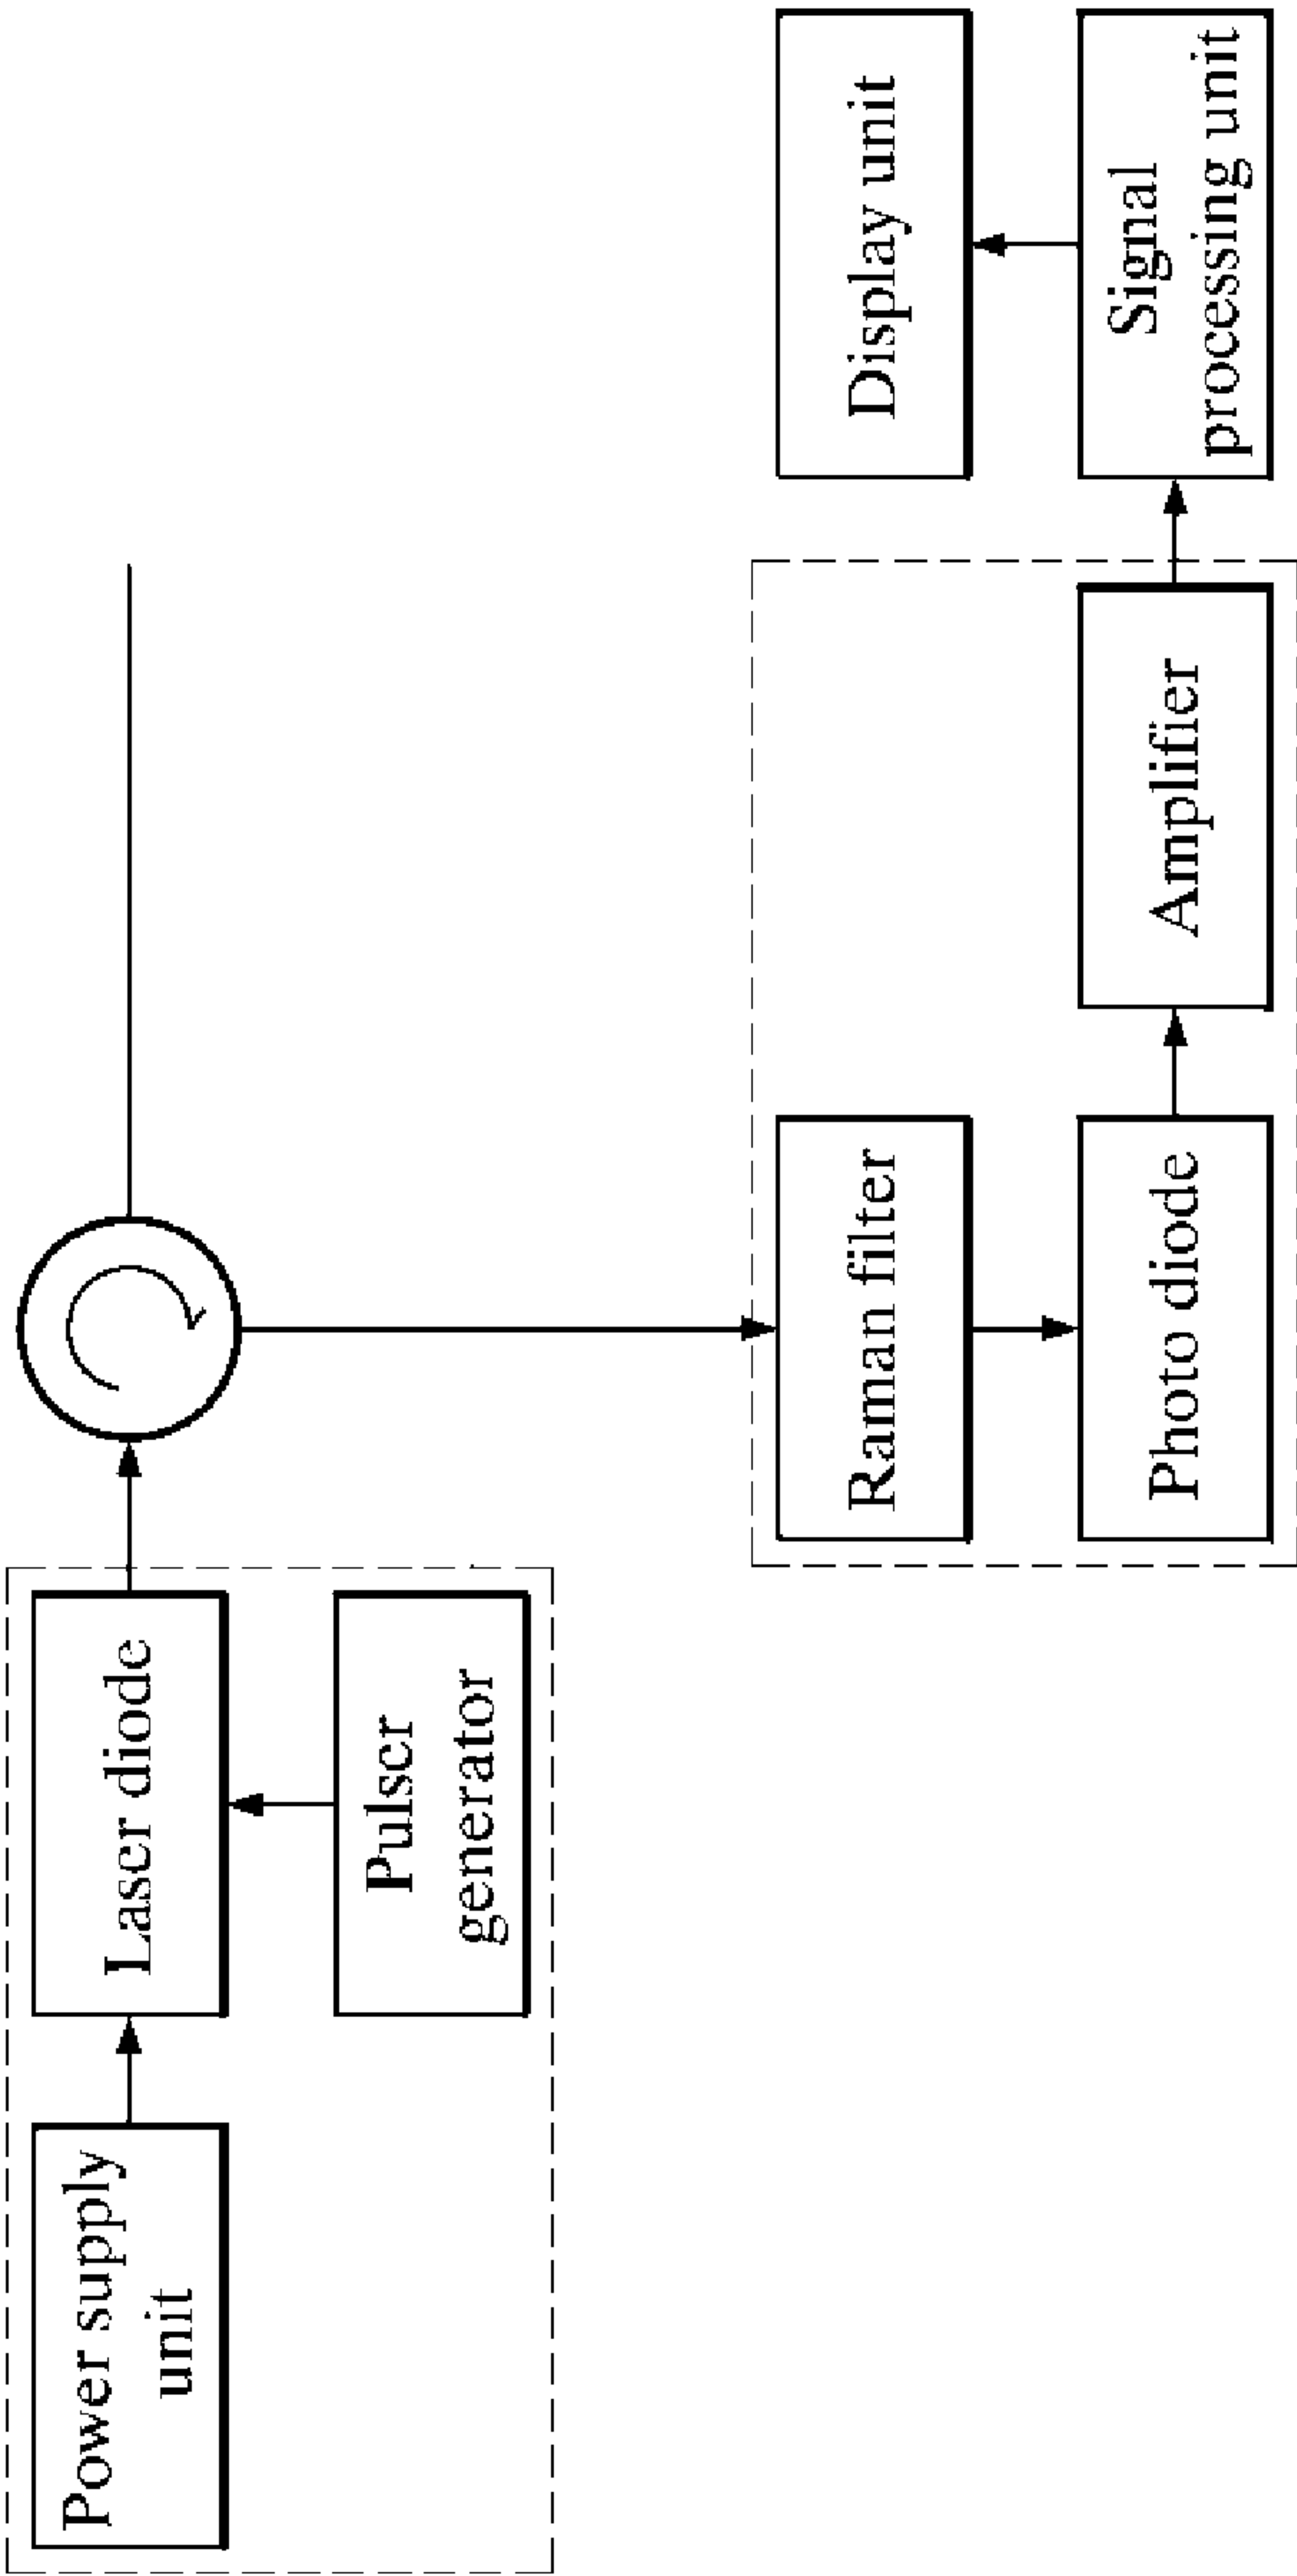 Power supply
unit
Laser diode
Pulser
generator
Raman filter
Photo diode
Amplifier
Display unit
Signal
processing unit